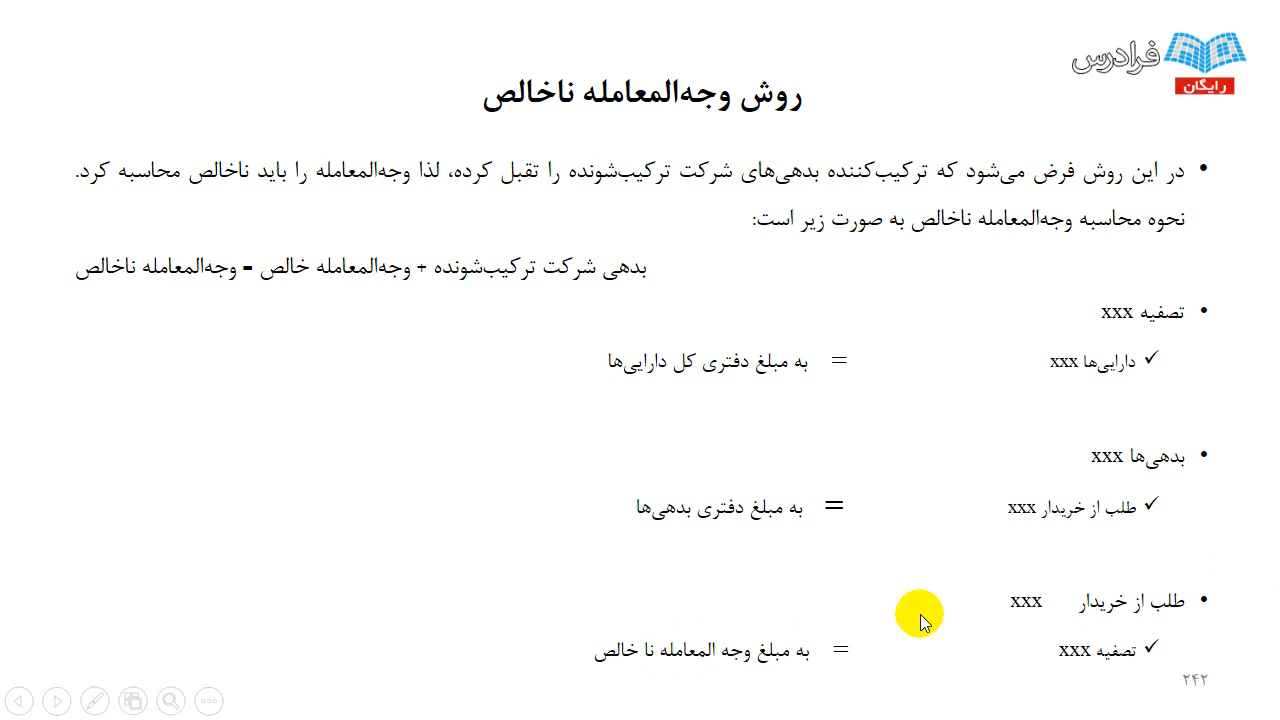 فرادرس
رایگان
روش وجه‌المعامله ناخالص
• در این روش فرض می‌شود که ترکیب‌کننده بدهی‌های شرکت ترکیب‌شونده را تقبل کرده، لذا وجه‌المعامله را باید ناخالص محاسبه کرد.
نحوه محاسبه وجه‌المعامله ناخالص به صورت زیر است:
بدهی شرکت ترکیب‌شونده + وجه‌المعامله خالص = وجه‌المعامله ناخالص
• تصفیه xxx
✓ دارایی‌ها xxx = به مبلغ دفتری کل دارایی‌ها
• بدهی‌ها xxx
✓ طلب از خریدار xxx = به مبلغ دفتری بدهی‌ها
• طلب از خریدار xxx
✓ تصفیه xxx = به مبلغ وجه المعامله نا خالص
۲۴۲